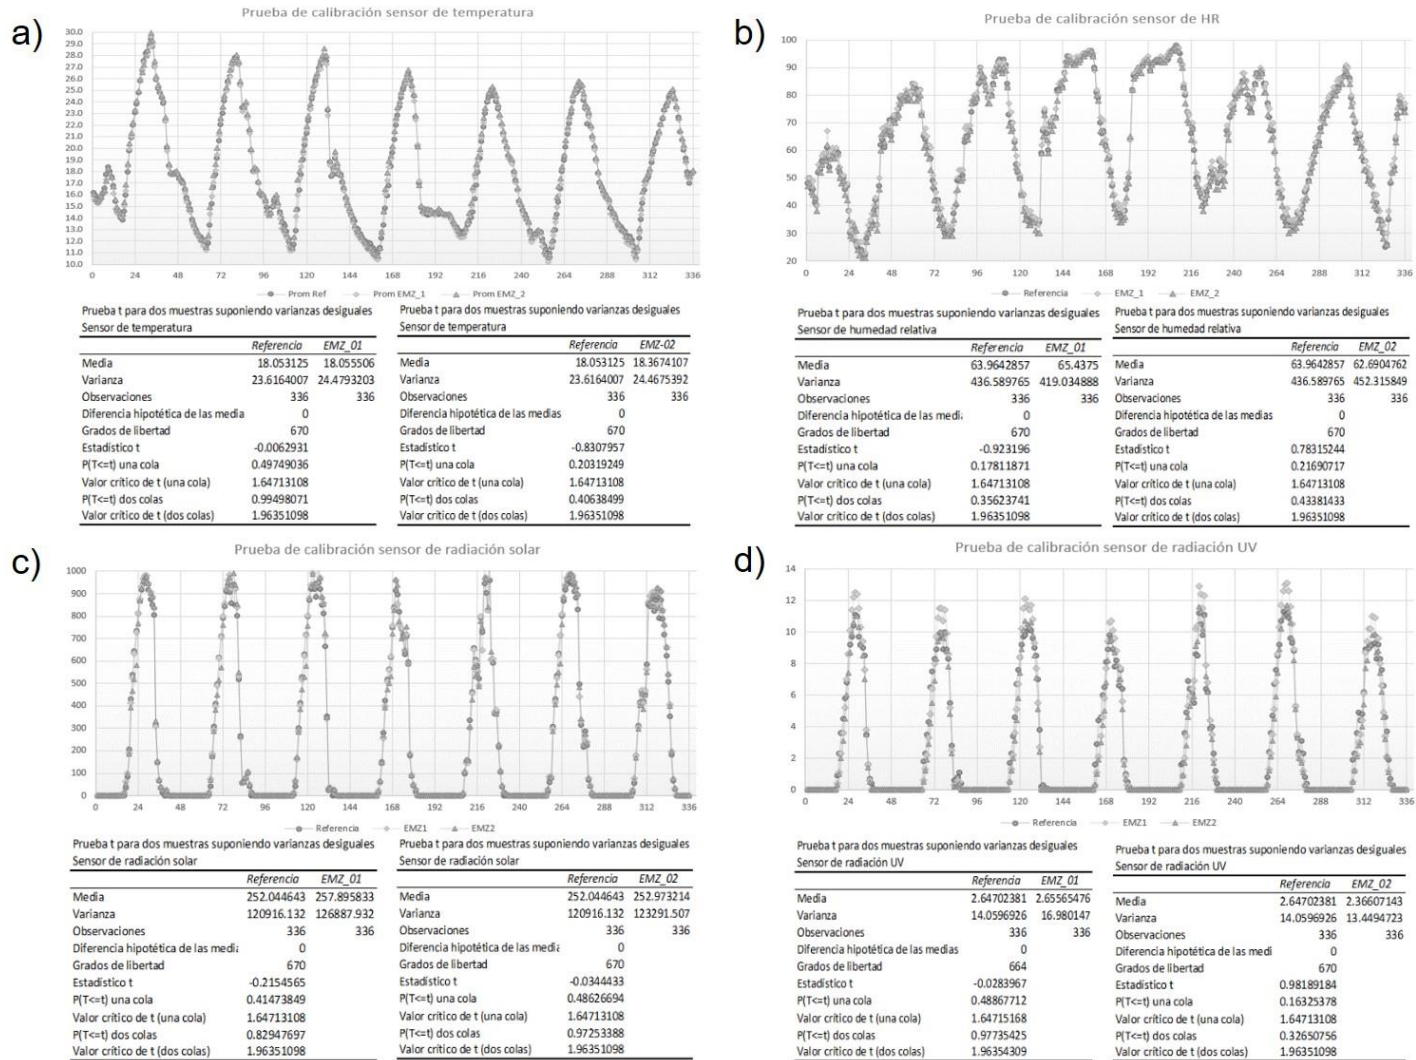 a)
Prueba de calibración sensor de temperatura
30.0
29.0
28.0
27.0
26.0
25.0
24.0
23.0
22.0
21.0
20.0
19.0
18.0
17.0
16.0
15.0
14.0
13.0
12.0
11.0
10.0
0 24 48 72 96 120 144 168 192 216 240 264 288 312 336
Prom Ref Prom EMZ_1 Prom EMZ_2
Prueba t para dos muestras suponiendo varianzas desiguales
Sensor de temperatura
Referencia EMZ_01
Media 18.053125 18.055506
Varianza 23.6164007 24.4793203
Observaciones 336 336
Diferencia hipotética de las media 0
Grados de libertad 670
Estadístico t -0.0062931
P(T<=t) una cola 0.49749036
Valor crítico de t (una cola) 1.64713108
P(T<=t) dos colas 0.99498071
Valor crítico de t (dos colas) 1.96351098
Prueba t para dos muestras suponiendo varianzas desiguales
Sensor de temperatura
Referencia EMZ-02
Media 18.053125 18.3674107
Varianza 23.6164007 24.4675392
Observaciones 336 336
Diferencia hipotética de las medias 0
Grados de libertad 670
Estadístico t -0.8307957
P(T<=t) una cola 0.20319249
Valor crítico de t (una cola) 1.64713108
P(T<=t) dos colas 0.40638499
Valor crítico de t (dos colas) 1.96351098
b)
Prueba de calibración sensor de HR
100
90
80
70
60
50
40
30
20
0 24 48 72 96 120 144 168 192 216 240 264 288 312 336
Referencia EMZ_1 EMZ_2
Prueba t para dos muestras suponiendo varianzas desiguales
Sensor de humedad relativa
Referencia EMZ_01
Media 63.9642857 65.4375
Varianza 436.589765 419.034888
Observaciones 336 336
Diferencia hipotética de las media 0
Grados de libertad 670
Estadístico t -0.923196
P(T<=t) una cola 0.17811871
Valor crítico de t (una cola) 1.64713108
P(T<=t) dos colas 0.35623741
Valor crítico de t (dos colas) 1.96351098
Prueba t para dos muestras suponiendo varianzas desiguales
Sensor de humedad relativa
Referencia EMZ_02
Media 63.9642857 62.6904762
Varianza 436.589765 452.315849
Observaciones 336 336
Diferencia hipotética de las medias 0
Grados de libertad 670
Estadístico t 0.78315244
P(T<=t) una cola 0.21690717
Valor crítico de t (una cola) 1.64713108
P(T<=t) dos colas 0.43381433
Valor crítico de t (dos colas) 1.96351098
c)
Prueba de calibración sensor de radiación solar
1000
900
800
700
600
500
400
300
200
100
0
0 24 48 72 96 120 144 168 192 216 240 264 288 312 336
Referencia EMZ1 EMZ2
Prueba t para dos muestras suponiendo varianzas desiguales
Sensor de radiación solar
Referencia EMZ_01
Media 252.044643 257.895833
Varianza 120916.132 126887.932
Observaciones 336 336
Diferencia hipotética de las media 0
Grados de libertad 670
Estadístico t -0.2154565
P(T<=t) una cola 0.41473849
Valor crítico de t (una cola) 1.64713108
P(T<=t) dos colas 0.82947697
Valor crítico de t (dos colas) 1.96351098
Prueba t para dos muestras suponiendo varianzas desiguales
Sensor de radiación solar
Referencia EMZ_02
Media 252.044643 252.973214
Varianza 120916.132 123291.507
Observaciones 336 336
Diferencia hipotética de las media 0
Grados de libertad 670
Estadístico t -0.0344433
P(T<=t) una cola 0.48626694
Valor crítico de t (una cola) 1.64713108
P(T<=t) dos colas 0.97253388
Valor crítico de t (dos colas) 1.96351098
d)
Prueba de calibración sensor de radiación UV
14
12
10
8
6
4
2
0
0 24 48 72 96 120 144 168 192 216 240 264 288 312 336
Referencia EMZ1 EMZ2
Prueba t para dos muestras suponiendo varianzas desiguales
Sensor de radiación UV
Referencia EMZ_01
Media 2.64702381 2.65565476
Varianza 14.0596926 16.980147
Observaciones 336 336
Diferencia hipotética de las medias 0
Grados de libertad 664
Estadístico t -0.0283967
P(T<=t) una cola 0.48867712
Valor crítico de t (una cola) 1.64715168
P(T<=t) dos colas 0.97735425
Valor crítico de t (dos colas) 1.96354309
Prueba t para dos muestras suponiendo varianzas desiguales
Sensor de radiación UV
Referencia EMZ_02
Media 2.64702381 2.36607143
Varianza 14.0596926 13.4494723
Observaciones 336 336
Diferencia hipotética de las medi 0
Grados de libertad 670
Estadístico t 0.98189184
P(T<=t) una cola 0.16325378
Valor crítico de t (una cola) 1.64713108
P(T<=t) dos colas 0.32650756
Valor crítico de t (dos colas) 1.96351098